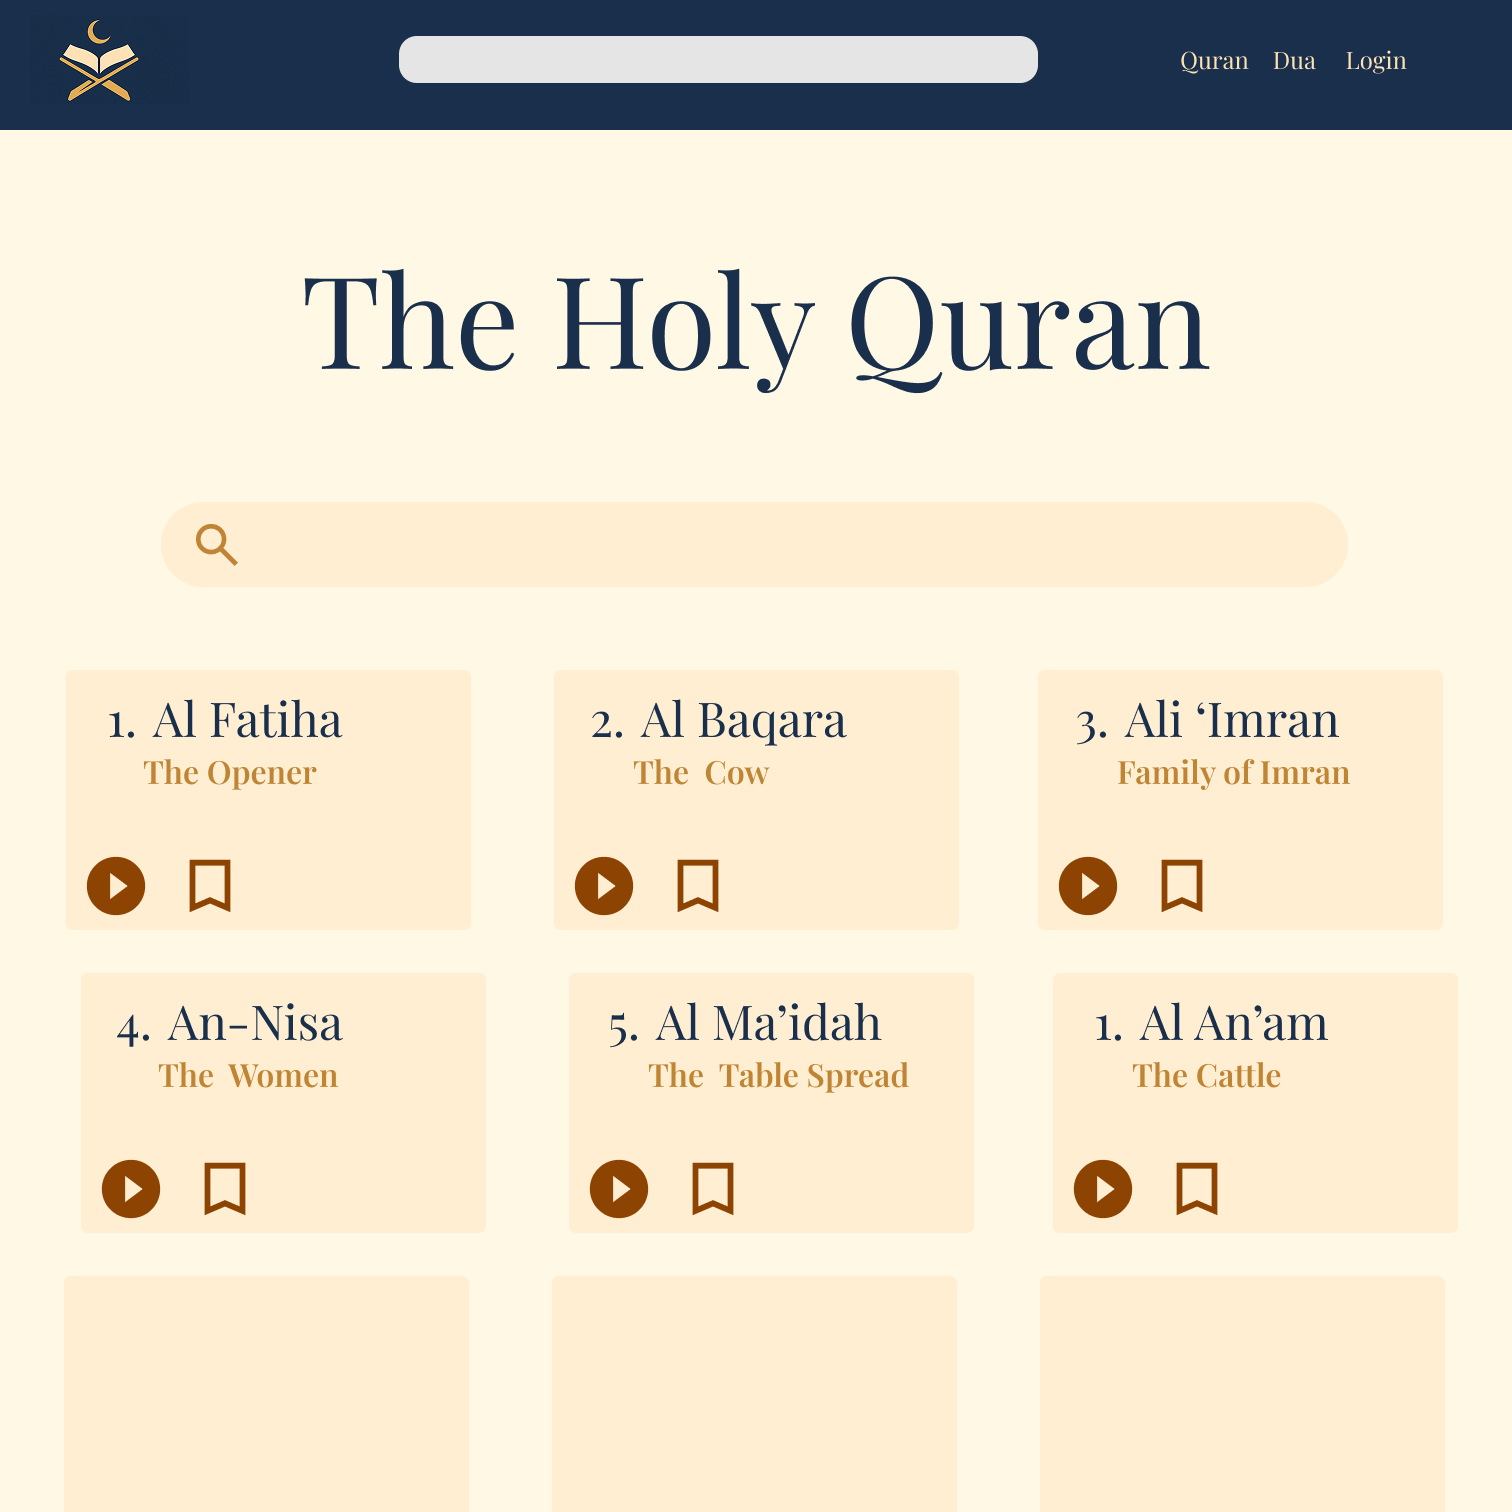 Quran Dua Login
The Holy Quran
1. Al Fatiha
The Opener
2. Al Baqara
The Cow
3. Ali ‘Imran
Family of Imran
4. An-Nisa
The Women
5. Al Ma’idah
The Table Spread
1. Al An’am
The Cattle